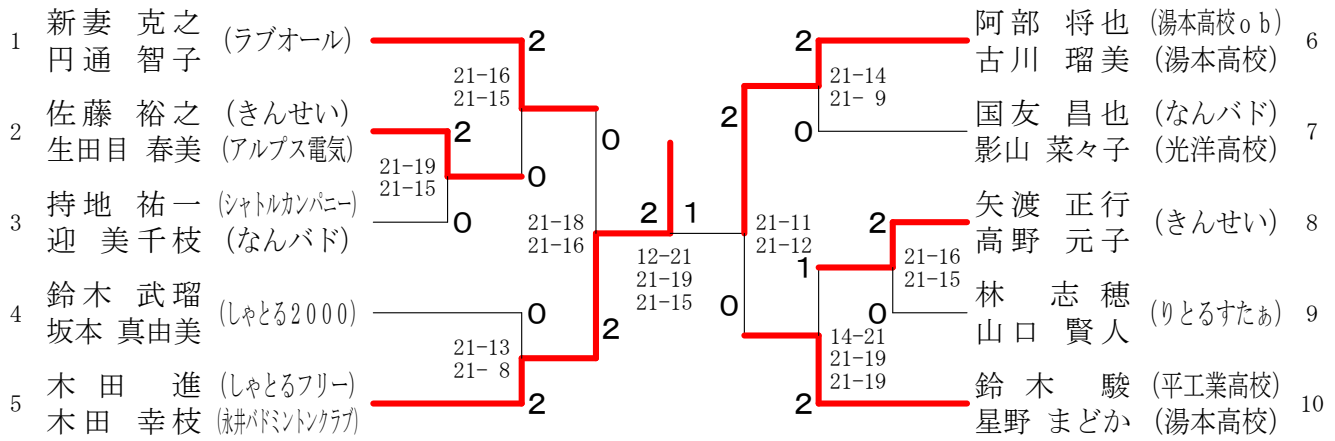 1 新妻 克之 (ラブオール)
円通 智子
2 佐藤 裕之 (きんせい)
生田目 春美 (アルプス電気)
3 持地 祐一 (シャトルカンパニー)
迎 美千枝 (なんバド)
4 鈴木 武瑠 (しゃとる2000)
坂本 真由美
5 木田 進 (しゃとるフリー)
木田 幸枝 (永井バドミントンクラブ)
2
21-16
21-15
0
2
21-19
21-15
0
0
21-18
21-16
2
0
21-13
21- 8
2
2 1
12-21
21-19
21-15
2
21-11
21-12
0
2
21-14
21- 9
0
1
14-21
21-19
21-19
2
2
21-16
21-15
0
阿部 将也 (湯本高校ob) 6
古川 瑠美 (湯本高校)
国友 昌也 (なんバド) 7
影山 菜々子 (光洋高校)
矢渡 正行 (きんせい) 8
高野 元子
林 志穂 (りとるすたぁ) 9
山口 賢人
鈴木 駿 (平工業高校) 10
星野 まどか (湯本高校)